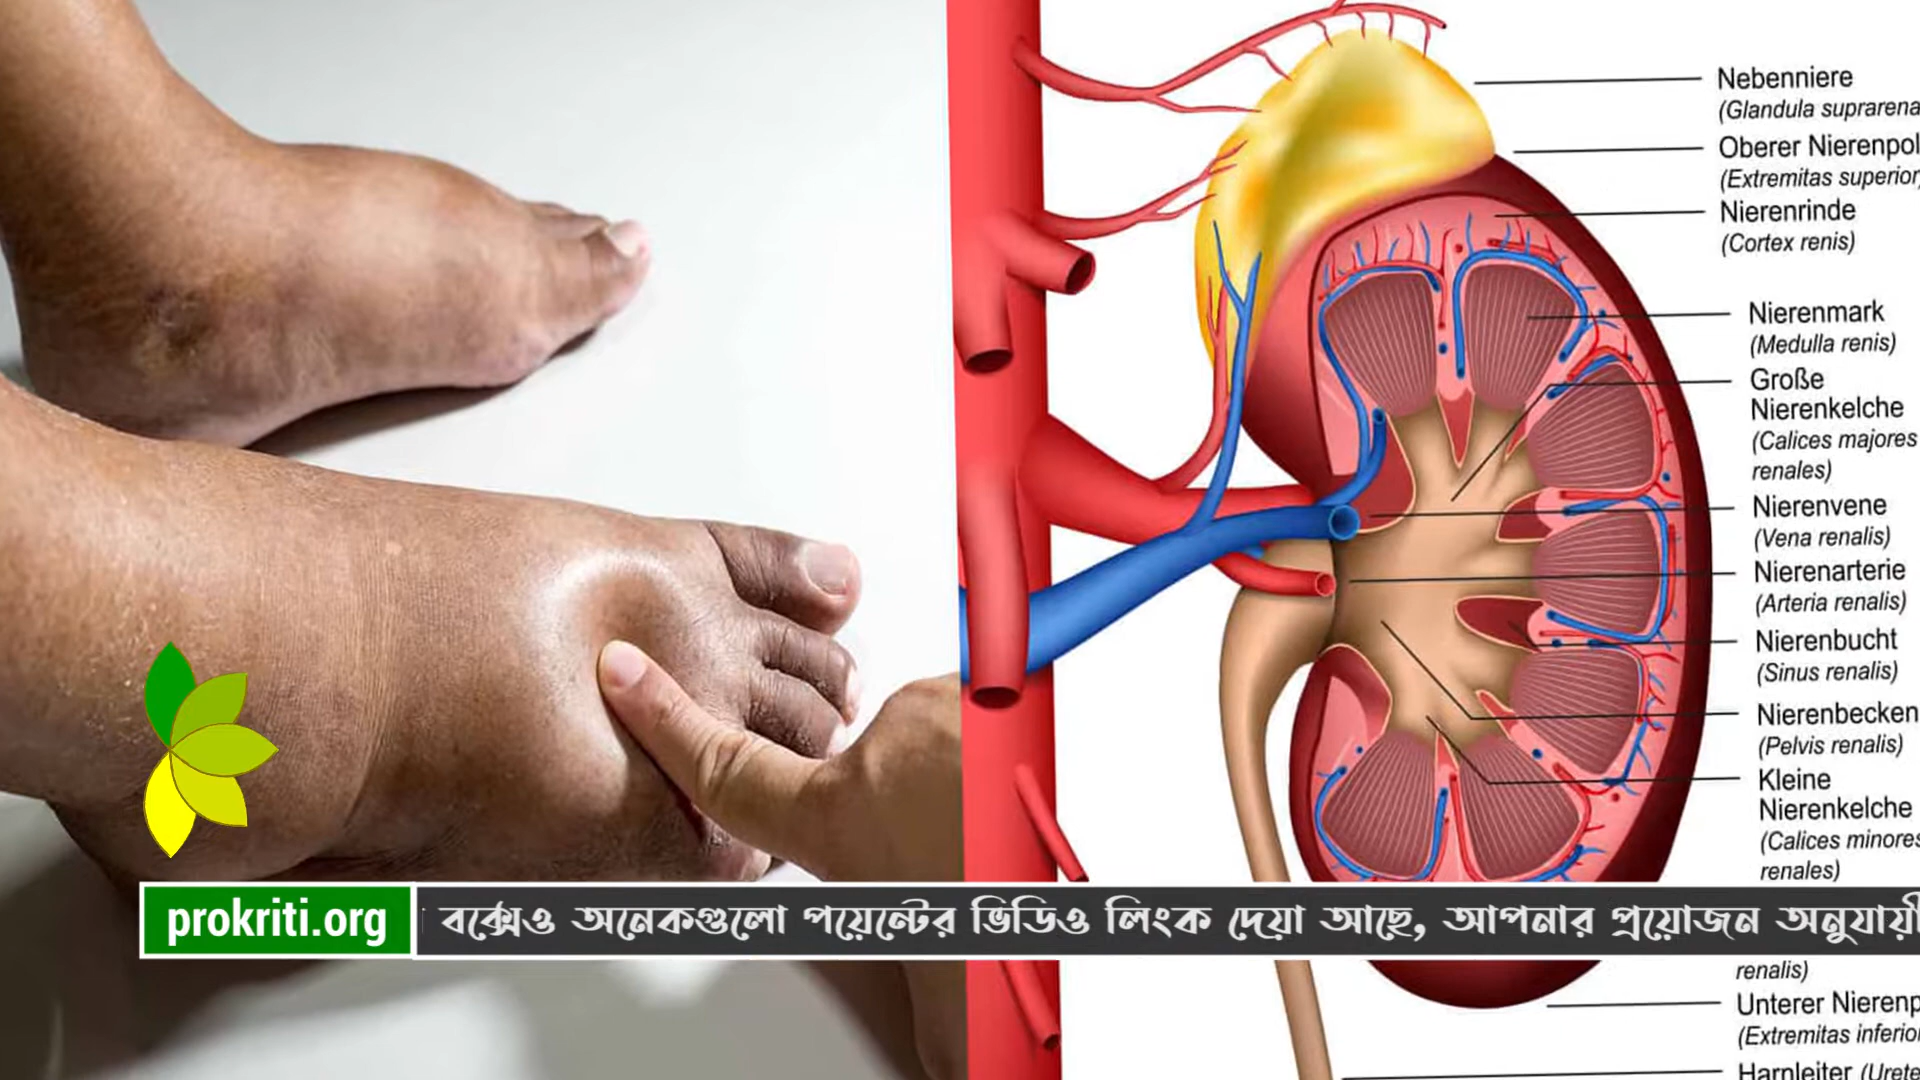 Nebenniere
(Glandula suprarena
Oberer Nierenpol
(Extremitas superior)
Nierenrinde
(Cortex renis)
Nierenmark
(Medulla renis)
Große
Nierenkelche
(Calices majores
renales)
Nierenvene
(Vena renalis)
Nierenarterie
(Arteria renalis)
Nierenbucht
(Sinus renalis)
Nierenbecken
(Pelvis renalis)
Kleine
Nierenkelche
(Calices minores
renales)
prokriti.org
বক্সেও অনেকগুলো পয়েন্টের ভিডিও লিংক দেয়া আছে, আপনার প্রয়োজন অনুযায়ী
renalis)
Unterer Nierenp
(Extremitas inferio
Harnleiter (Urete